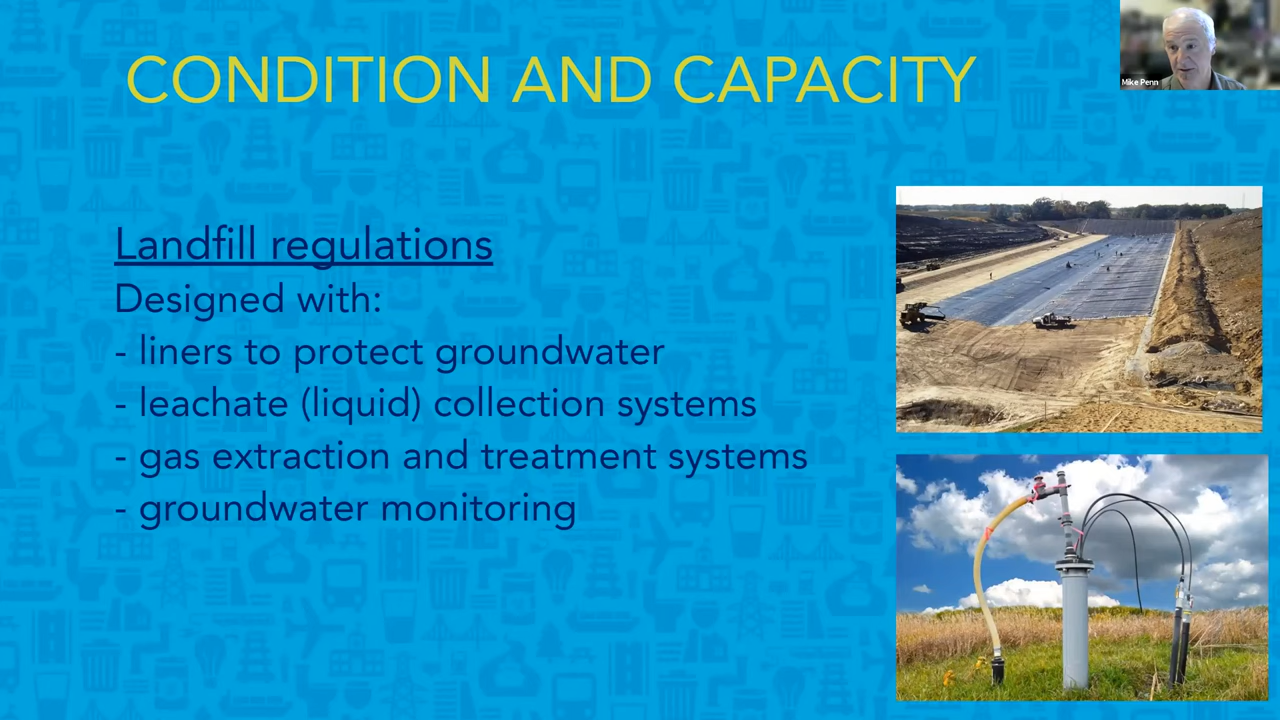 CONDITION AND CAPACITY
Mike Penn
Landfill regulations
Designed with:
- liners to protect groundwater
- leachate (liquid) collection systems
- gas extraction and treatment systems
- groundwater monitoring